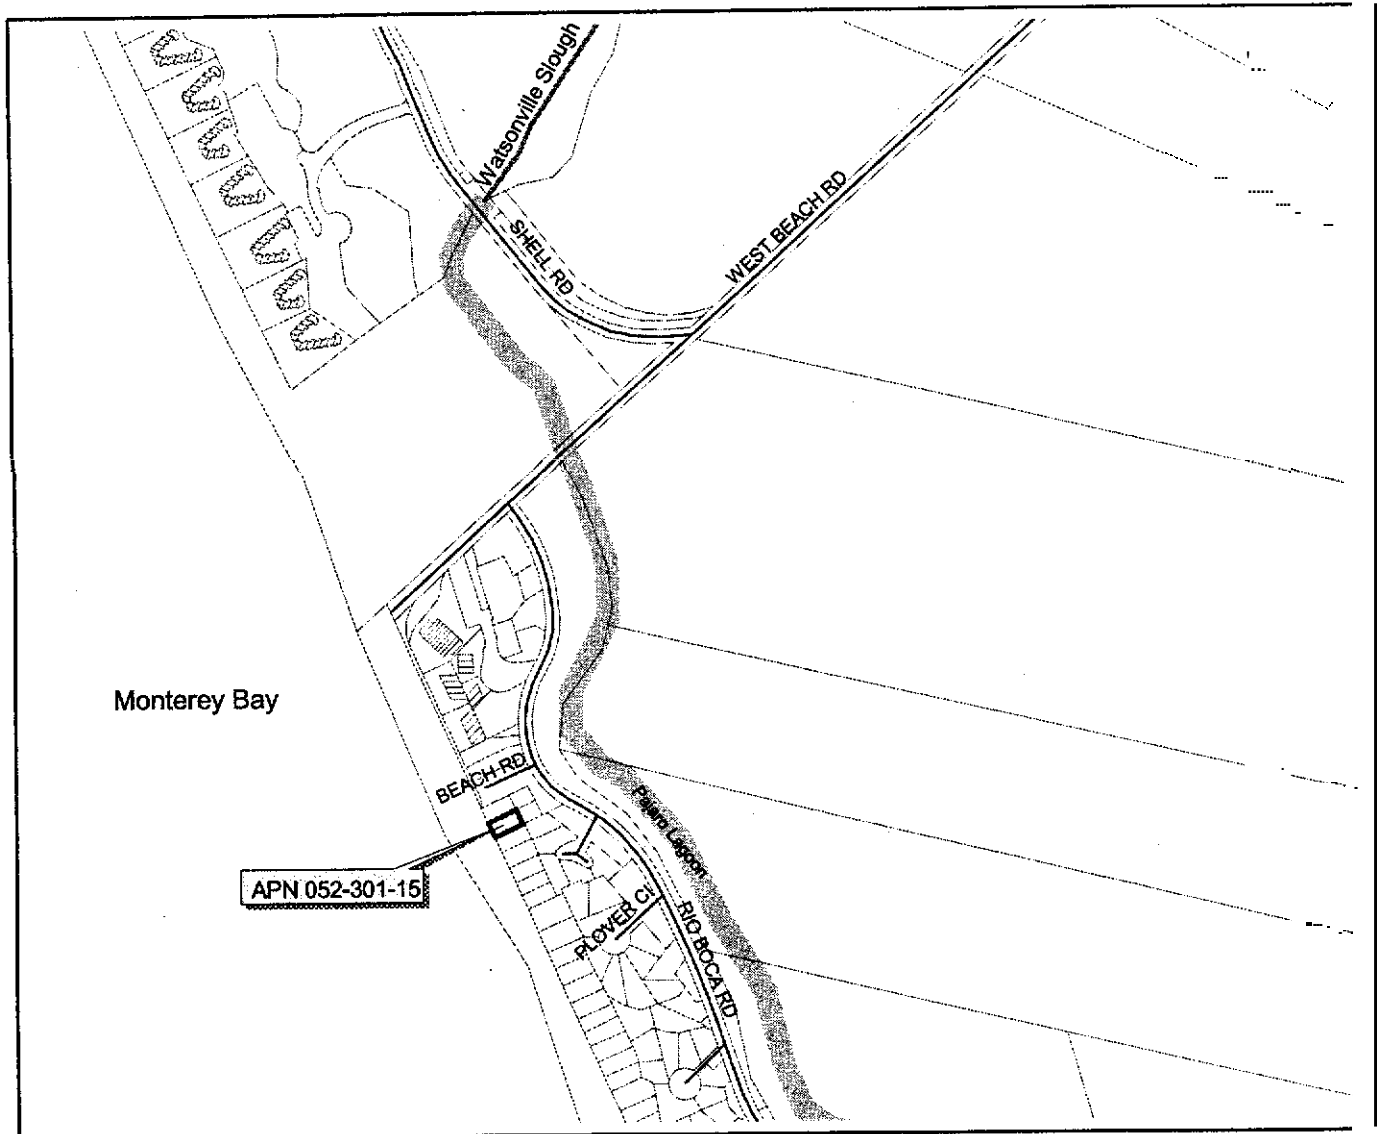 Watsonville Slough
SHELL RD
WEST BEACH RD
Monterey Bay
BEACH RD
Pajaro Lagoon
APN 052-301-15
PLOVER CI
RIO BOCA RD